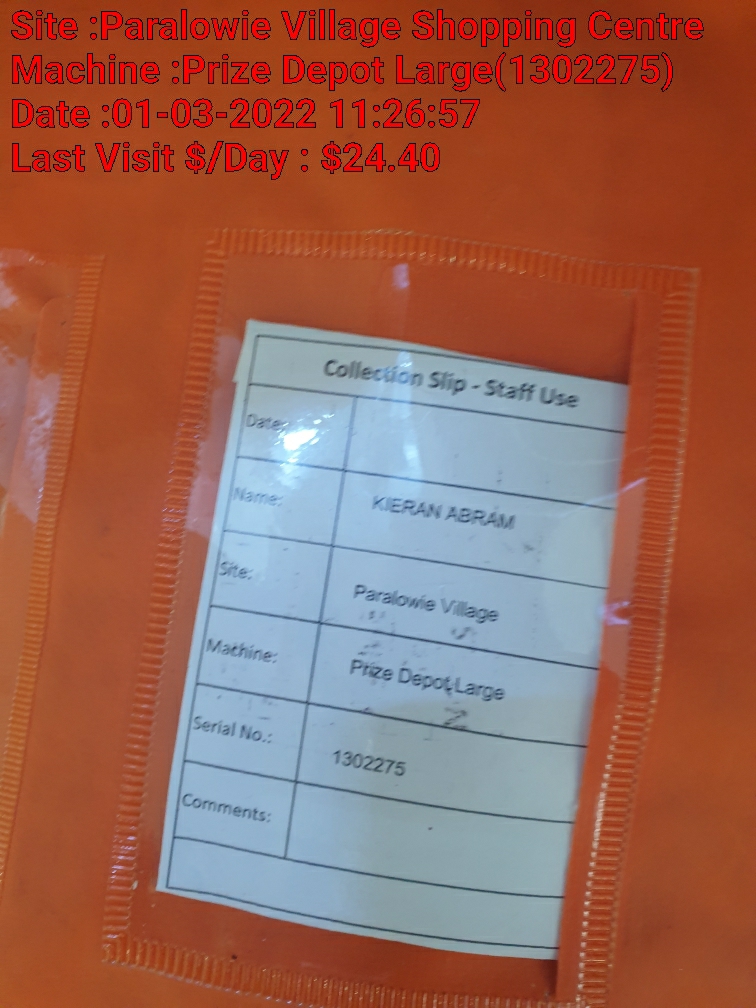 Site :Paralowie Village Shopping Centre
Machine :Prize Depot Large(1302275)
Date :01-03-2022 11:26:57
Last Visit $/Day : $24.40
Collection Slip - Staff Use
Date:
Name: KIERAN ABRAM
Site: Paralowie Village
Machine: Prize Depot Large
Serial No.: 1302275
Comments: